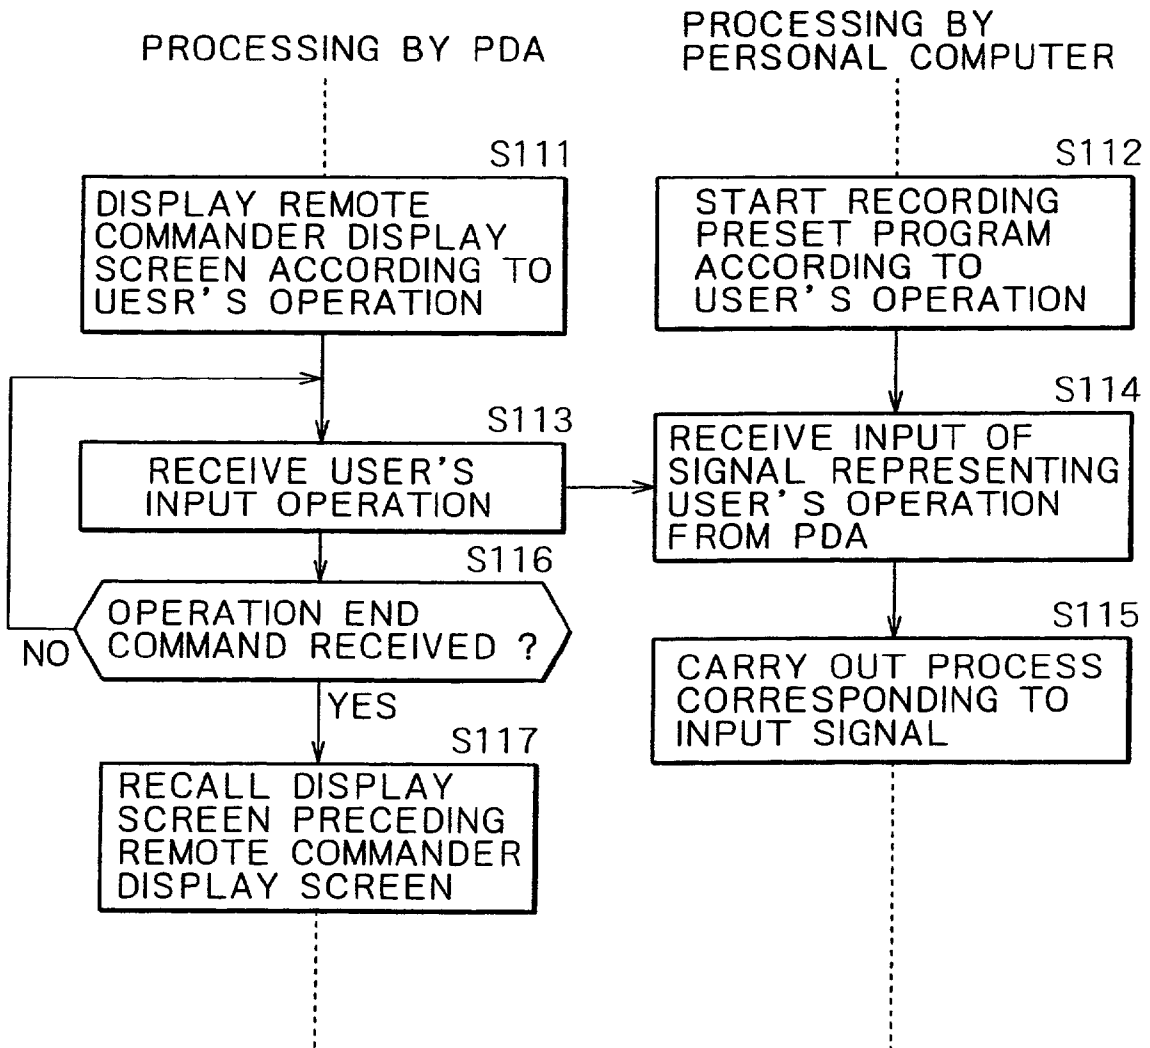 PROCESSING BY PDA
PROCESSING BY
PERSONAL COMPUTER
S111
DISPLAY REMOTE
COMMANDER DISPLAY
SCREEN ACCORDING TO
UESR'S OPERATION
S112
START RECORDING
PRESET PROGRAM
ACCORDING TO
USER'S OPERATION
S113
RECEIVE USER'S
INPUT OPERATION
S114
RECEIVE INPUT OF
SIGNAL REPRESENTING
USER'S OPERATION
FROM PDA
S116
OPERATION END
COMMAND RECEIVED ?
NO
YES
S115
CARRY OUT PROCESS
CORRESPONDING TO
INPUT SIGNAL
S117
RECALL DISPLAY
SCREEN PRECEDING
REMOTE COMMANDER
DISPLAY SCREEN